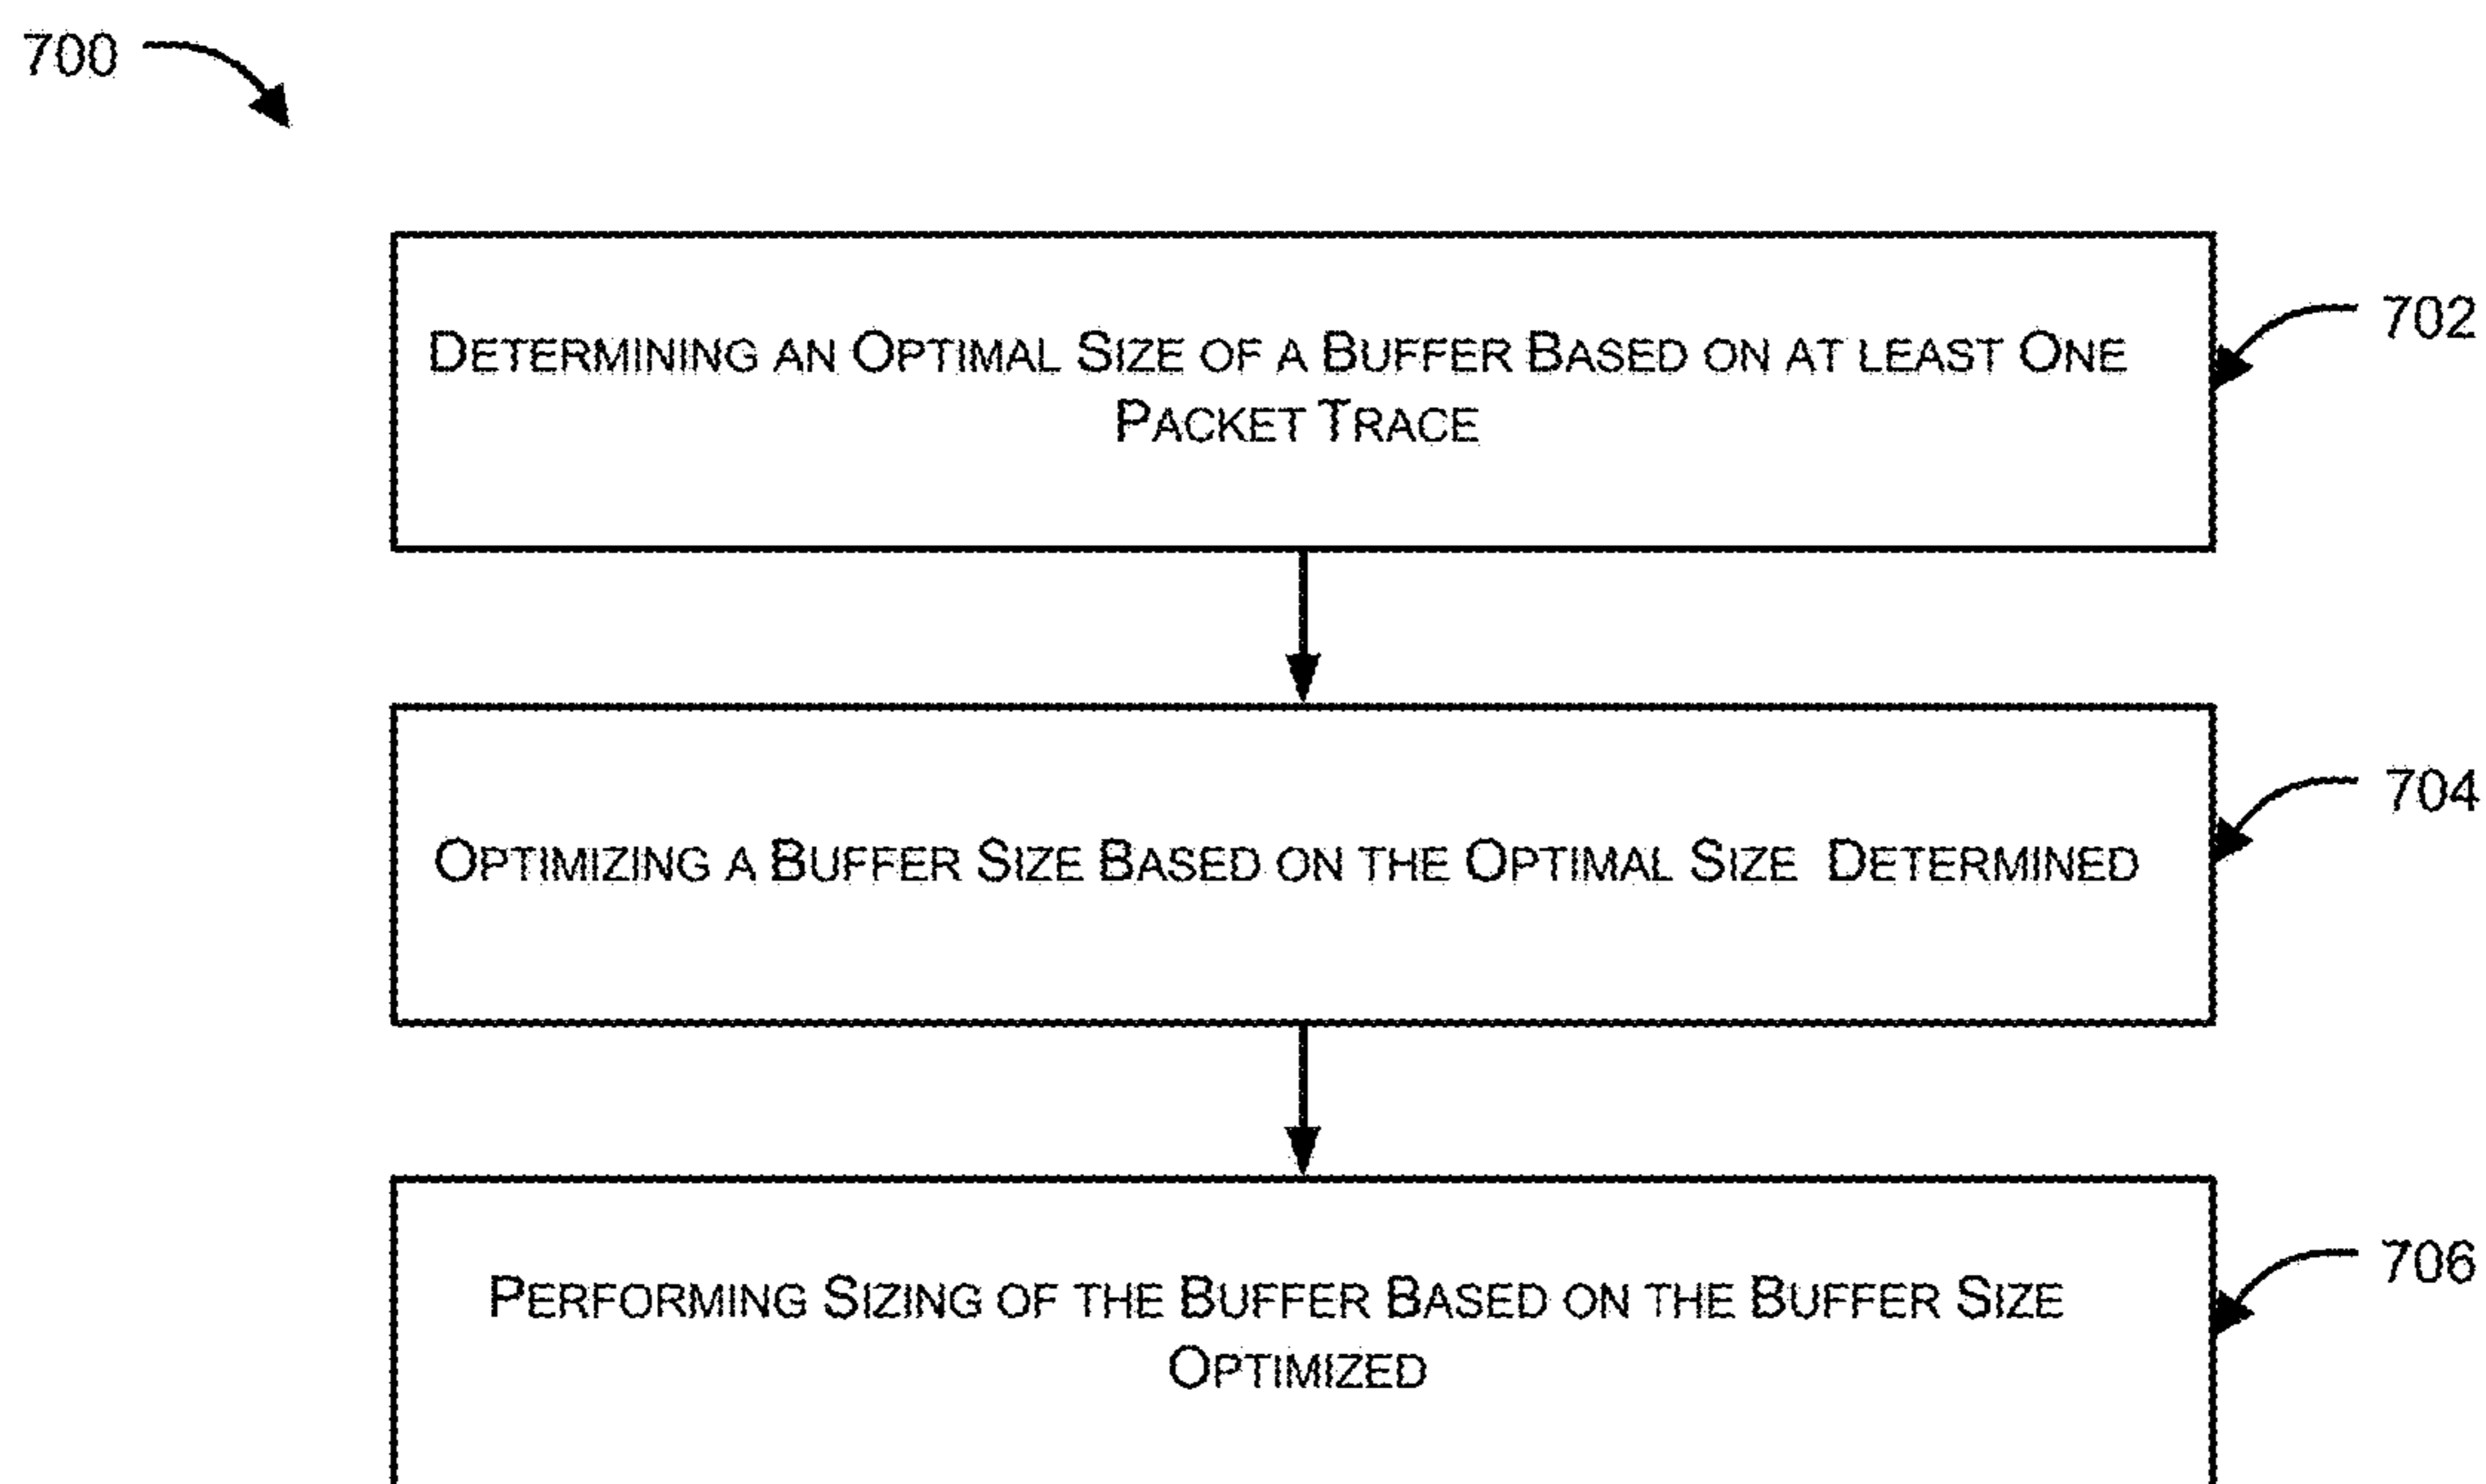 700
DETERMINING AN OPTIMAL SIZE OF A BUFFER BASED ON AT LEAST ONE
PACKET TRACE
702
OPTIMIZING A BUFFER SIZE BASED ON THE OPTIMAL SIZE DETERMINED
704
PERFORMING SIZING OF THE BUFFER BASED ON THE BUFFER SIZE
OPTIMIZED
706